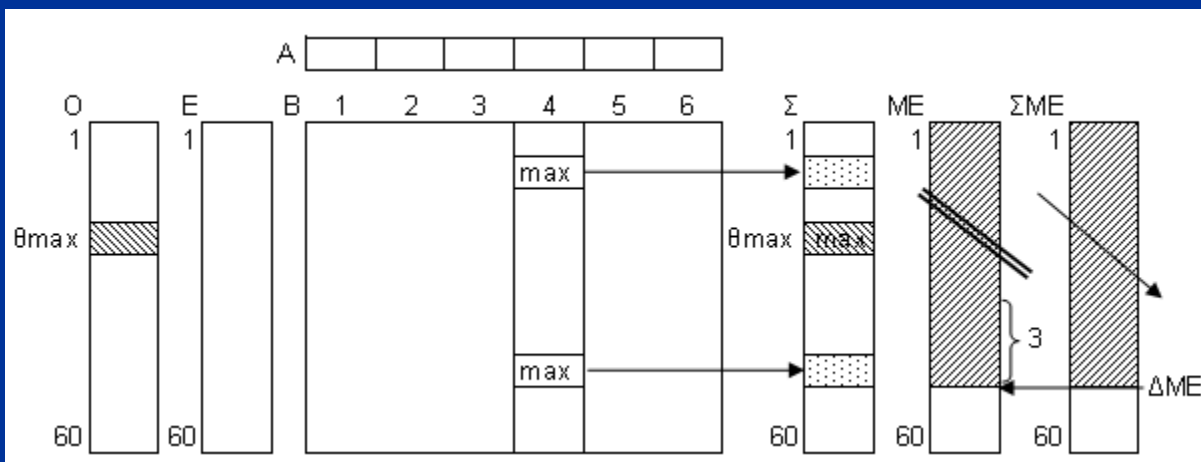 A
O E B 1 2 3 4 5 6 Σ ME ΣME
1 1 1 1 1
max
θmax θmax max
3
max
ΔME
60 60 60 60 60